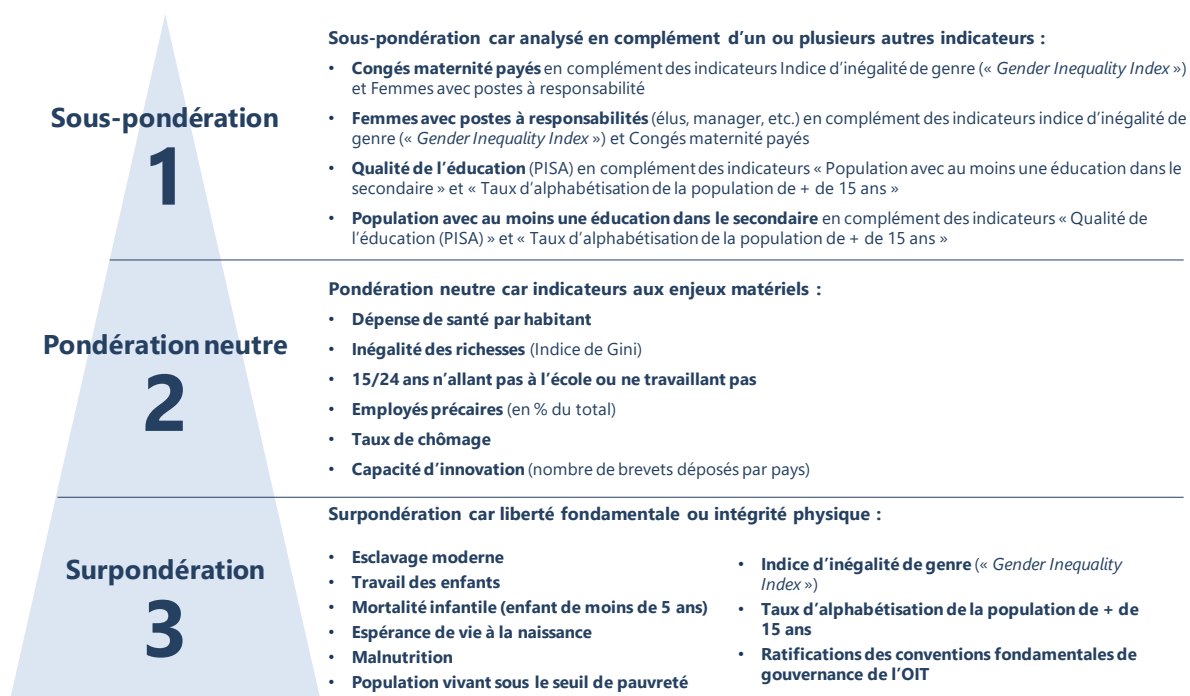 Sous-pondération
1
Sous-pondération car analysé en complément d'un ou plusieurs autres indicateurs :
• Congés maternité payés en complément des indicateurs Indice d'inégalité de genre (« Gender Inequality Index »)
et Femmes avec postes à responsabilité
• Femmes avec postes à responsabilités (élus, manager, etc.) en complément des indicateurs indice d'inégalité de
genre (« Gender Inequality Index ») et Congés maternité payés
• Qualité de l'éducation (PISA) en complément des indicateurs « Population avec au moins une éducation dans le
secondaire » et « Taux d'alphabétisation de la population de + de 15 ans »
• Population avec au moins une éducation dans le secondaire en complément des indicateurs « Qualité de
l'éducation (PISA) » et « Taux d'alphabétisation de la population de + de 15 ans »
Pondération neutre
2
Pondération neutre car indicateurs aux enjeux matériels :
• Dépense de santé par habitant
• Inégalité des richesses (Indice de Gini)
• 15/24 ans n'allant pas à l'école ou ne travaillant pas
• Employés précaires (en % du total)
• Taux de chômage
• Capacité d'innovation (nombre de brevets déposés par pays)
Surpondération
3
Surpondération car liberté fondamentale ou intégrité physique :
• Esclavage moderne
• Travail des enfants
• Mortalité infantile (enfant de moins de 5 ans)
• Espérance de vie à la naissance
• Malnutrition
• Population vivant sous le seuil de pauvreté
• Indice d'inégalité de genre (« Gender Inequality
Index »)
• Taux d'alphabétisation de la population de + de
15 ans
• Ratifications des conventions fondamentales de
gouvernance de l'OIT